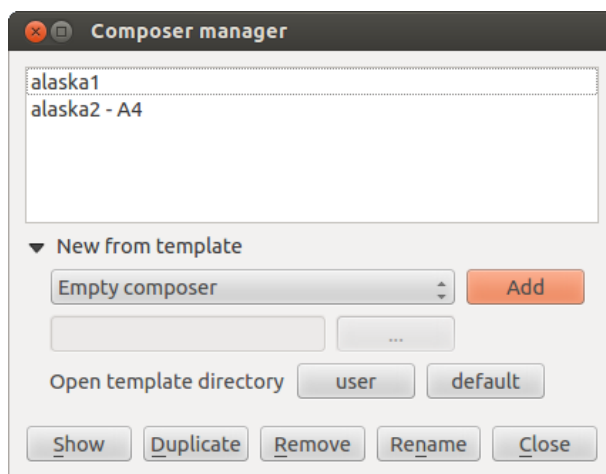 Composer manager
alaska1
alaska2 - A4
New from template
Empty composer Add
...
Open template directory user default
Show Duplicate Remove Rename Close